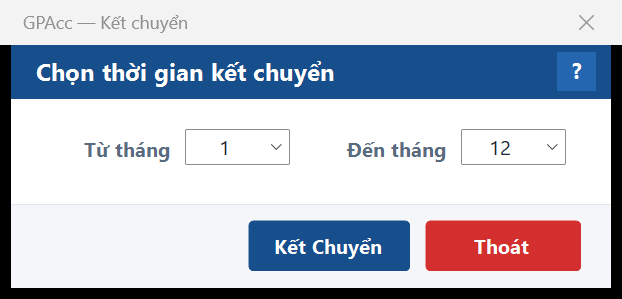 GPAcc — Kết chuyển
Chọn thời gian kết chuyển ?
Từ tháng 1 Đến tháng 12
Kết Chuyển Thoát